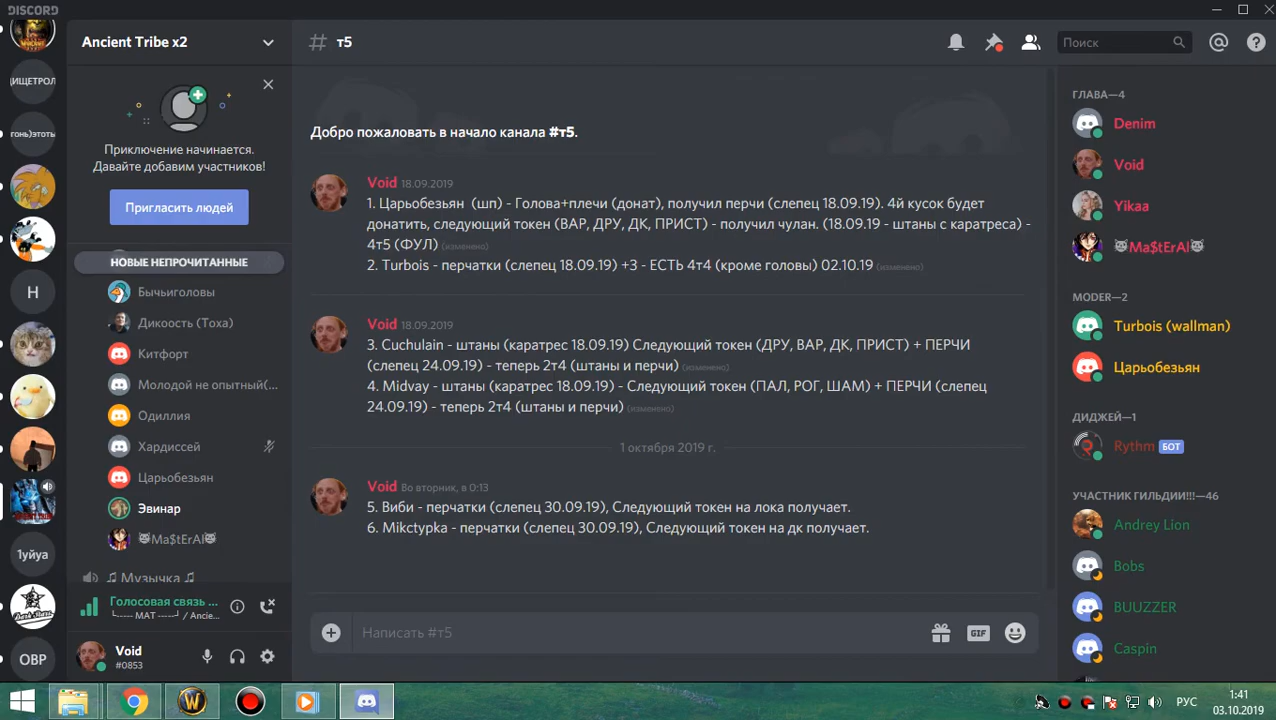 DISCORD
ДИЩЕТРОЛ
гонь)этоть
Н
1уйуа
ОВР
Ancient Tribe x2
Приключение начинается.
Давайте добавим участников!
Пригласить людей
НОВЫЕ НЕПРОЧИТАННЫЕ
Бычьиголовы
Дикоость (Тоха)
Китфорт
Молодой не опытный(...
Одиллия
Хардиссей
Царьобезьян
Эвинар
Ma$tErAl
♫ Музычка ♫
Голосовая связь ...
└----- МАТ -----┘ / Ancie...
Void
#0853
# т5
Поиск
Добро пожаловать в начало канала #т5.
Void 18.09.2019
1. Царьобезьян (шп) - Голова+плечи (донат), получил перчи (слепец 18.09.19). 4й кусок будет
донатить, следующий токен (ВАР, ДРУ, ДК, ПРИСТ) - получил чулан. (18.09.19 - штаны с каратреса) -
4т5 (ФУЛ) (изменено)
2. Turbois - перчатки (слепец 18.09.19) +3 - ЕСТЬ 4т4 (кроме головы) 02.10.19 (изменено)
Void 18.09.2019
3. Cuchulain - штаны (каратрес 18.09.19) Следующий токен (ДРУ, ВАР, ДК, ПРИСТ) + ПЕРЧИ
(слепец 24.09.19) - теперь 2т4 (штаны и перчи) (изменено)
4. Midvay - штаны (каратрес 18.09.19) - Следующий токен (ПАЛ, РОГ, ШАМ) + ПЕРЧИ (слепец
24.09.19) - теперь 2т4 (штаны и перчи) (изменено)
1 октября 2019 г.
Void Во вторник, в 0:13
5. Виби - перчатки (слепец 30.09.19), Следующий токен на лока получает.
6. Mikctypka - перчатки (слепец 30.09.19), Следующий токен на дк получает.
Написать #т5
GIF
ГЛАВА—4
Denim
Void
Yikaa
Ma$tErAl
MODER—2
Turbois (wallman)
Царьобезьян
ДИДЖЕЙ—1
Rythm БОТ
УЧАСТНИК ГИЛЬДИИ!!!—46
Andrey Lion
Bobs
BUUZZER
Caspin
РУС
1:41
03.10.2019